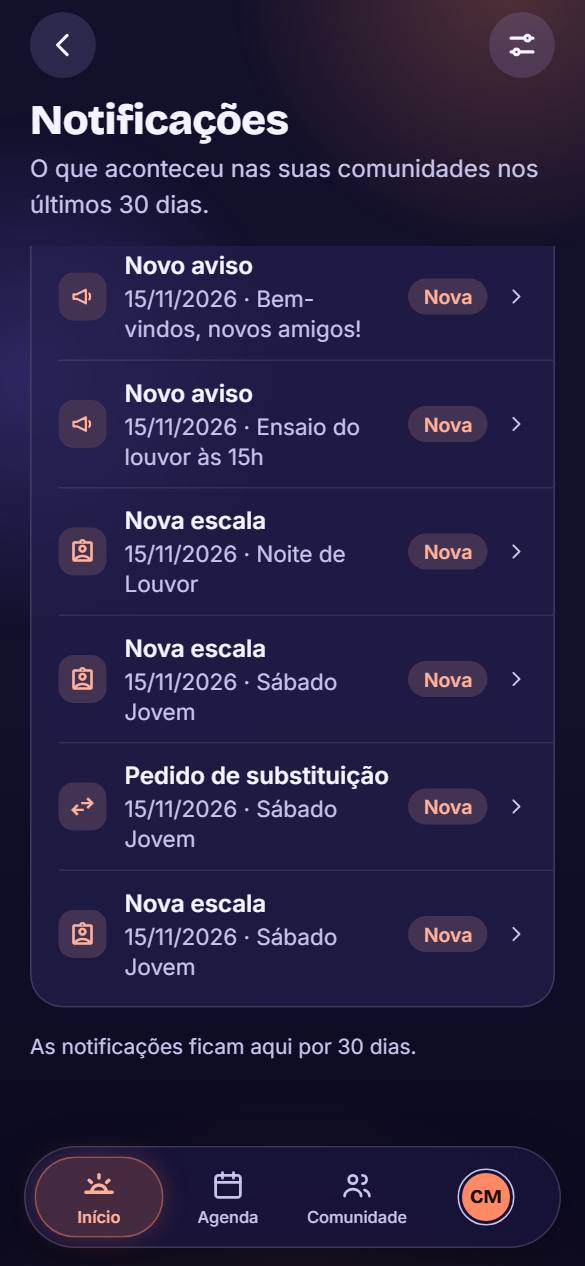 Notificações
O que aconteceu nas suas comunidades nos
últimos 30 dias.
Novo aviso
15/11/2026 · Bem-
vindos, novos amigos!
Nova
Novo aviso
15/11/2026 · Ensaio do
louvor às 15h
Nova
Nova escala
15/11/2026 · Noite de
Louvor
Nova
Nova escala
15/11/2026 · Sábado
Jovem
Nova
Pedido de substituição
15/11/2026 · Sábado
Jovem
Nova
Nova escala
15/11/2026 · Sábado
Jovem
Nova
As notificações ficam aqui por 30 dias.
Início
Agenda
Comunidade
CM